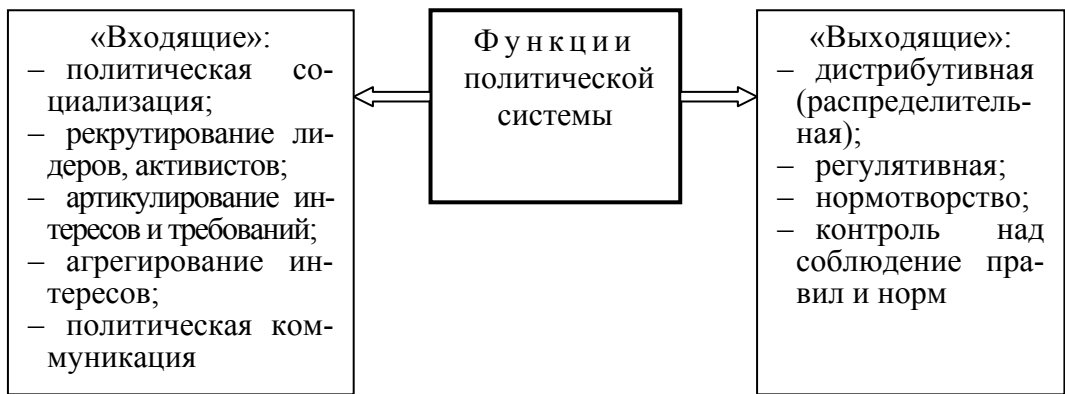 «Входящие»:
– политическая со-
циализация;
– рекрутирование ли-
деров, активистов;
– артикулирование ин-
тересов и требований;
– агрегирование ин-
тересов;
– политическая ком-
муникация
Функции
политической
системы
«Выходящие»:
– дистрибутивная
(распределитель-
ная);
– регулятивная;
– нормотворство;
– контроль над
соблюдение пра-
вил и норм